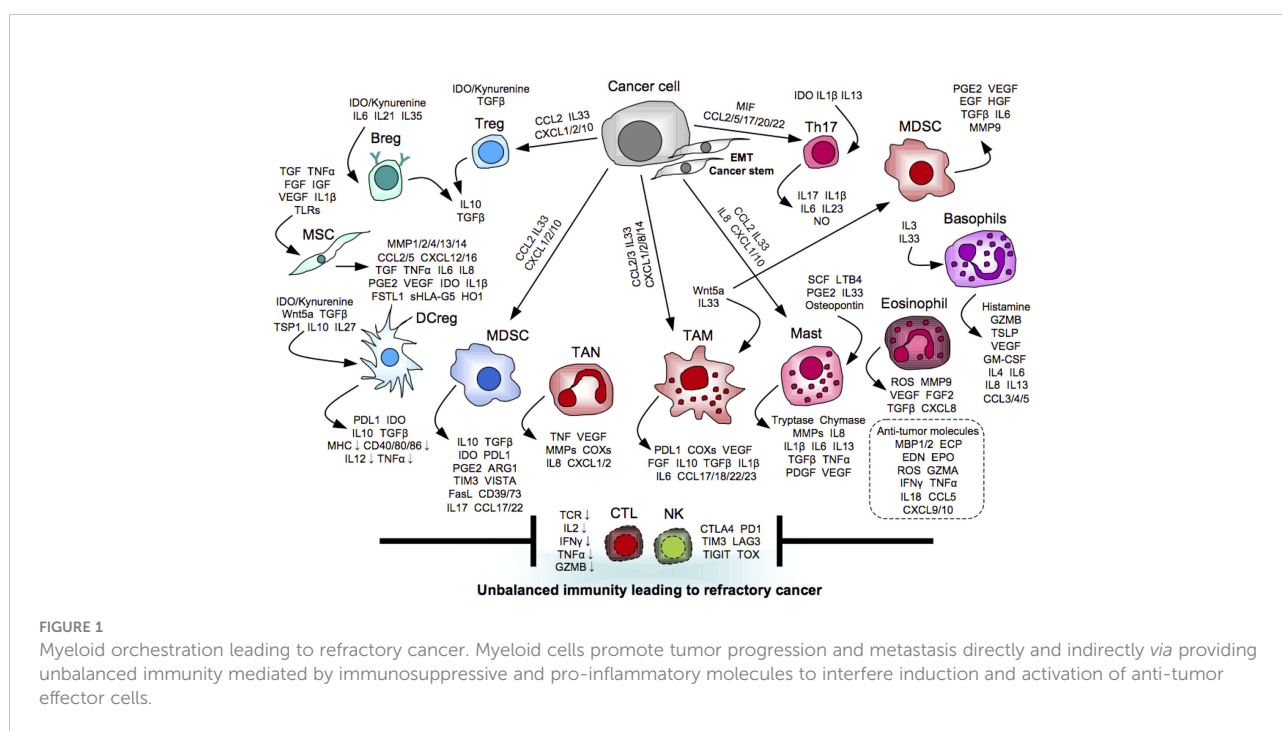 Cancer cell
EMT
Cancer stem
IDO/Kynurenine
IL6 IL21 IL35
Breg
IDO/Kynurenine
TGFβ
Treg
CCL2 IL33
CXCL1/2/10
IL10
TGFβ
MIF
CCL2/5/17/20/22
IDO IL1β IL13
Th17
IL17 IL1β
IL6 IL23
NO
MDSC
PGE2 VEGF
EGF HGF
TGFβ IL6
MMP9
TGF TNFα
FGF IGF
VEGF IL1β
TLRs
MSC
MMP1/2/4/13/14
CCL2/5 CXCL12/16
TGF TNFα IL6 IL8
PGE2 VEGF IDO IL1β
FSTL1 sHLA-G5 HO1
IDO/Kynurenine
Wnt5a TGFβ
TSP1 IL10 IL27
DCreg
PDL1 IDO
IL10 TGFβ
MHC↓ CD40/80/86↓
IL12↓ TNFα↓
CCL2 IL33
CXCL1/2/10
MDSC
IL10 TGFβ
IDO PDL1
PGE2 ARG1
TIM3 VISTA
FasL CD39/73
IL17 CCL17/22
TAN
TNF VEGF
MMPs COXs
IL8 CXCL1/2
CCL2/3 IL33
CXCL1/2/8/14
Wnt5a
IL33
TAM
PDL1 COXs VEGF
FGF IL10 TGFβ IL1β
IL6 CCL17/18/22/23
CCL2 IL33
IL8 CXCL1/10
SCF LTB4
PGE2 IL33
Osteopontin
Mast
Tryptase Chymase
MMPs IL8
IL1β IL6 IL13
TGFβ TNFα
PDGF VEGF
IL3
IL33
Basophils
Histamine
GZMB
TSLP
VEGF
GM-CSF
IL4 IL6
IL8 IL13
CCL3/4/5
Eosinophil
ROS MMP9
VEGF FGF2
TGFβ CXCL8
Anti-tumor molecules
MBP1/2 ECP
EDN EPO
ROS GZMA
IFNγ TNFα
IL18 CCL5
CXCL9/10
TCR↓
IL2↓
IFNγ↓
TNFα↓
GZMB↓
CTL
NK
CTLA4 PD1
TIM3 LAG3
TIGIT TOX
Unbalanced immunity leading to refractory cancer
FIGURE 1
Myeloid orchestration leading to refractory cancer. Myeloid cells promote tumor progression and metastasis directly and indirectly via providing
unbalanced immunity mediated by immunosuppressive and pro-inflammatory molecules to interfere induction and activation of anti-tumor
effector cells.